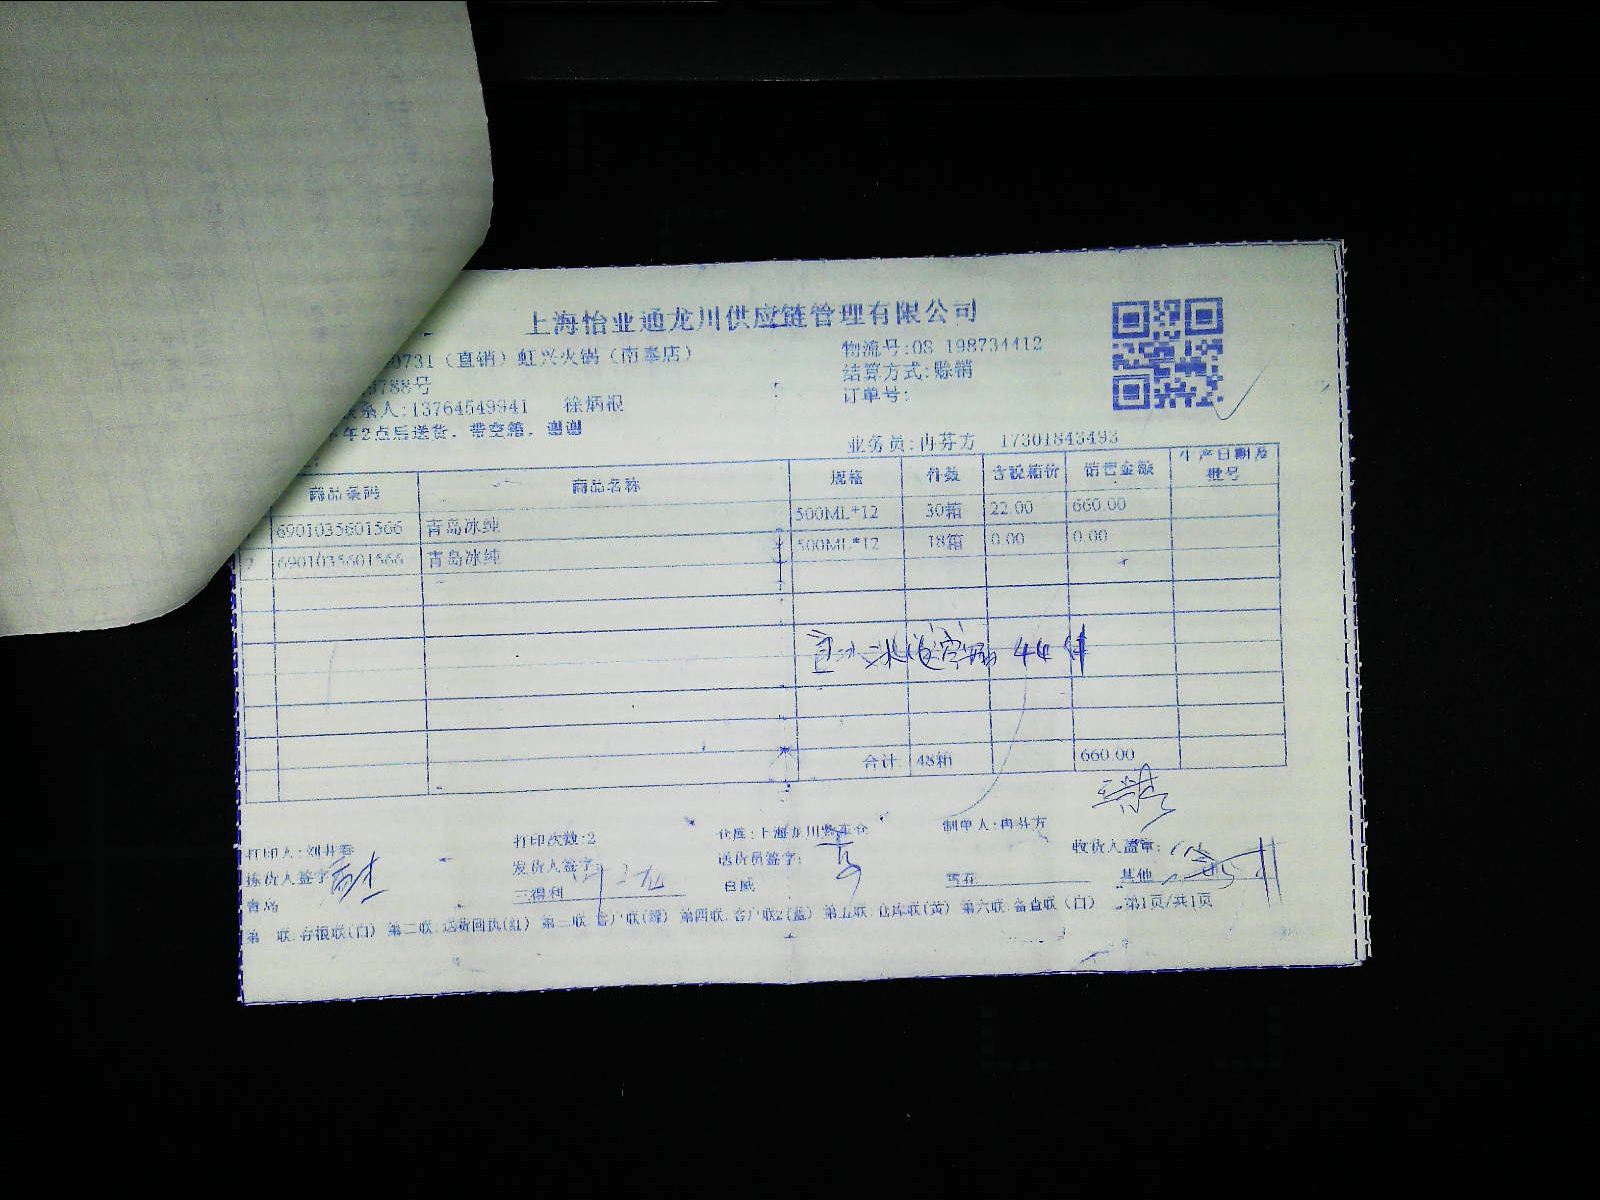 上海怡业通龙川供应链管理有限公司
0731（直销）虹兴火锅（南奉店） 物流号:OS 198734412
788号 结算方式:赊销
系人:13764549941 徐炳根 订单号:
午2点后送货，带空箱，谢谢
业务员:冉芬方 17301843493
商品条码 商品名称 规格 件数 含税箱价 销售金额 生产日期及批号
6901035601566 青岛冰纯 500ML*12 30箱 22.00 660.00
2 6901035601566 青岛冰纯 500ML*12 18箱 0.00 0.00
44件
合计 48箱 660.00
打印人: 打印次数:2 仓库:上海龙川 制单人:冉芬方
拣货人签字 发货人签字: 送货员签字: 收货人盖章:
青岛 三得利 百威 雪花 其他
第一联:存根联(白) 第二联:送货回执(红) 第三联:客户联(绿) 第四联:客户联2(蓝) 第五联:仓库联(黄) 第六联:备查联(白) 第1页/共1页